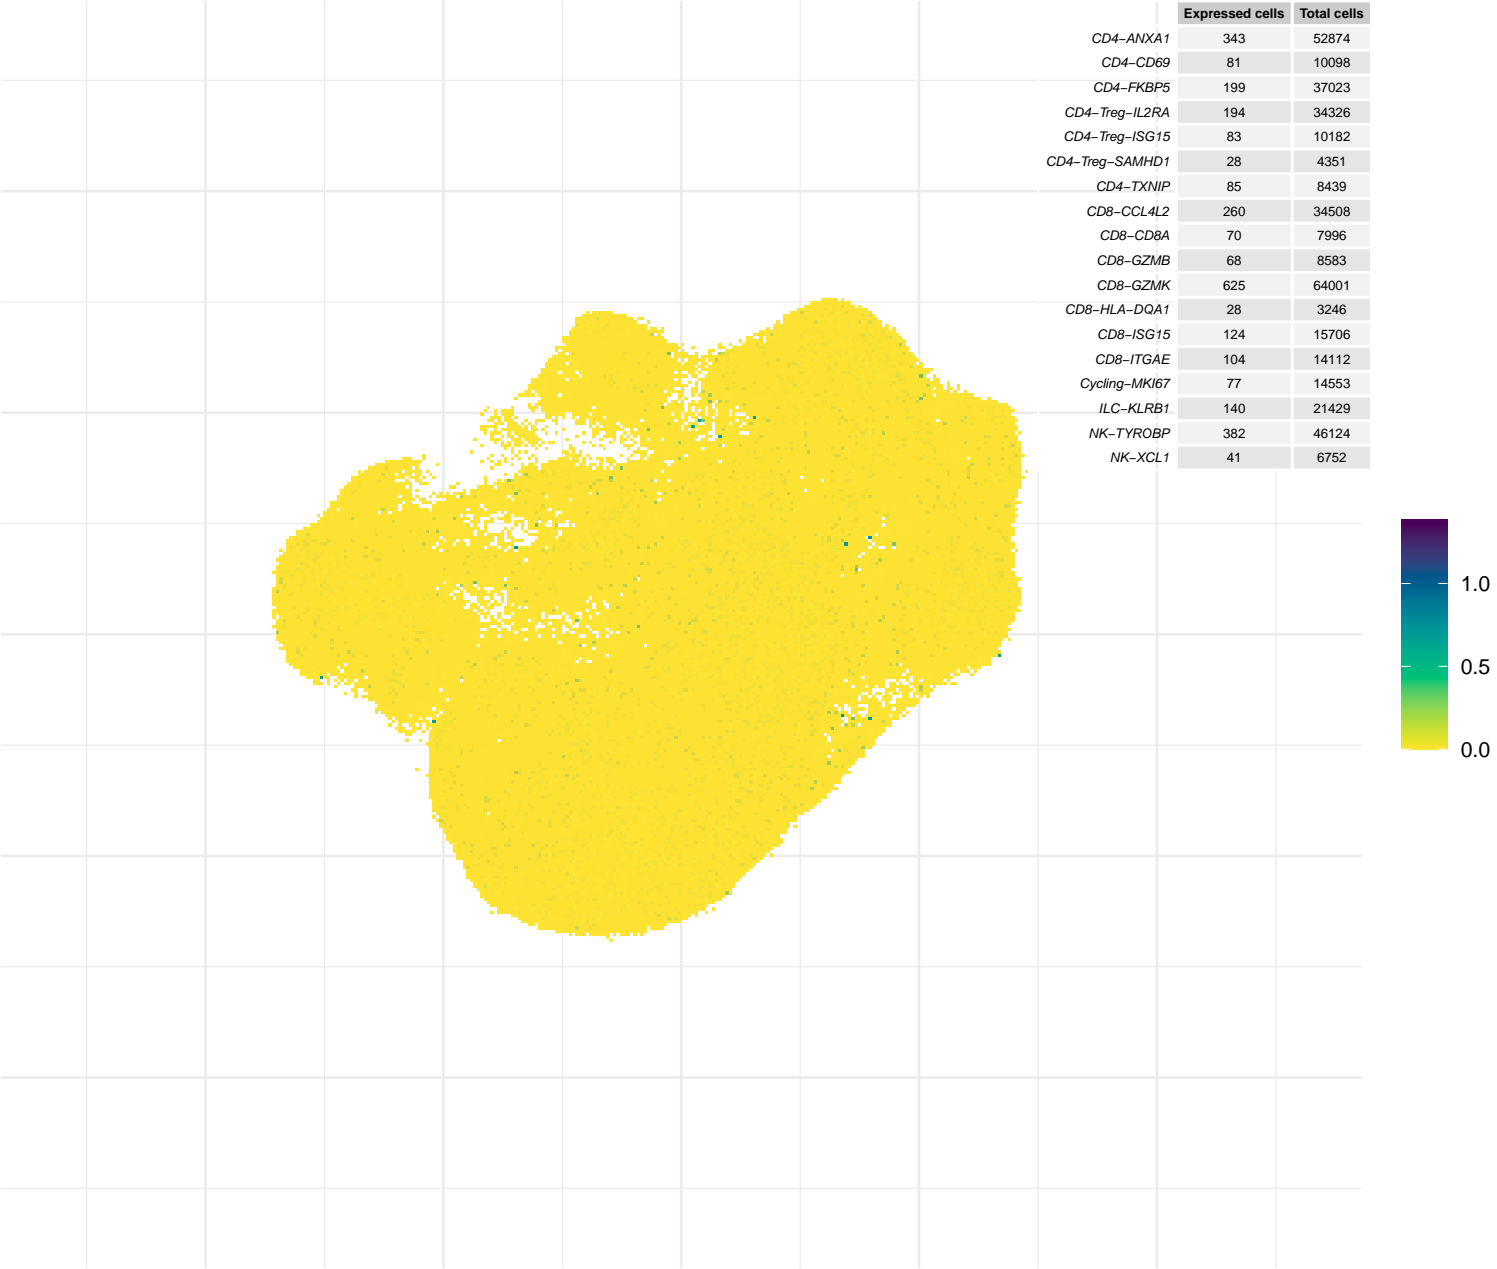 Expressed cells Total cells
CD4−ANXA1 343 52874
CD4−CD69 81 10098
CD4−FKBP5 199 37023
CD4−Treg−IL2RA 194 34326
CD4−Treg−ISG15 83 10182
CD4−Treg−SAMHD1 28 4351
CD4−TXNIP 85 8439
CD8−CCL4L2 260 34508
CD8−CD8A 70 7996
CD8−GZMB 68 8583
CD8−GZMK 625 64001
CD8−HLA−DQA1 28 3246
CD8−ISG15 124 15706
CD8−ITGAE 104 14112
Cycling−MKI67 77 14553
ILC−KLRB1 140 21429
NK−TYROBP 382 46124
NK−XCL1 41 6752
1.0
0.5
0.0